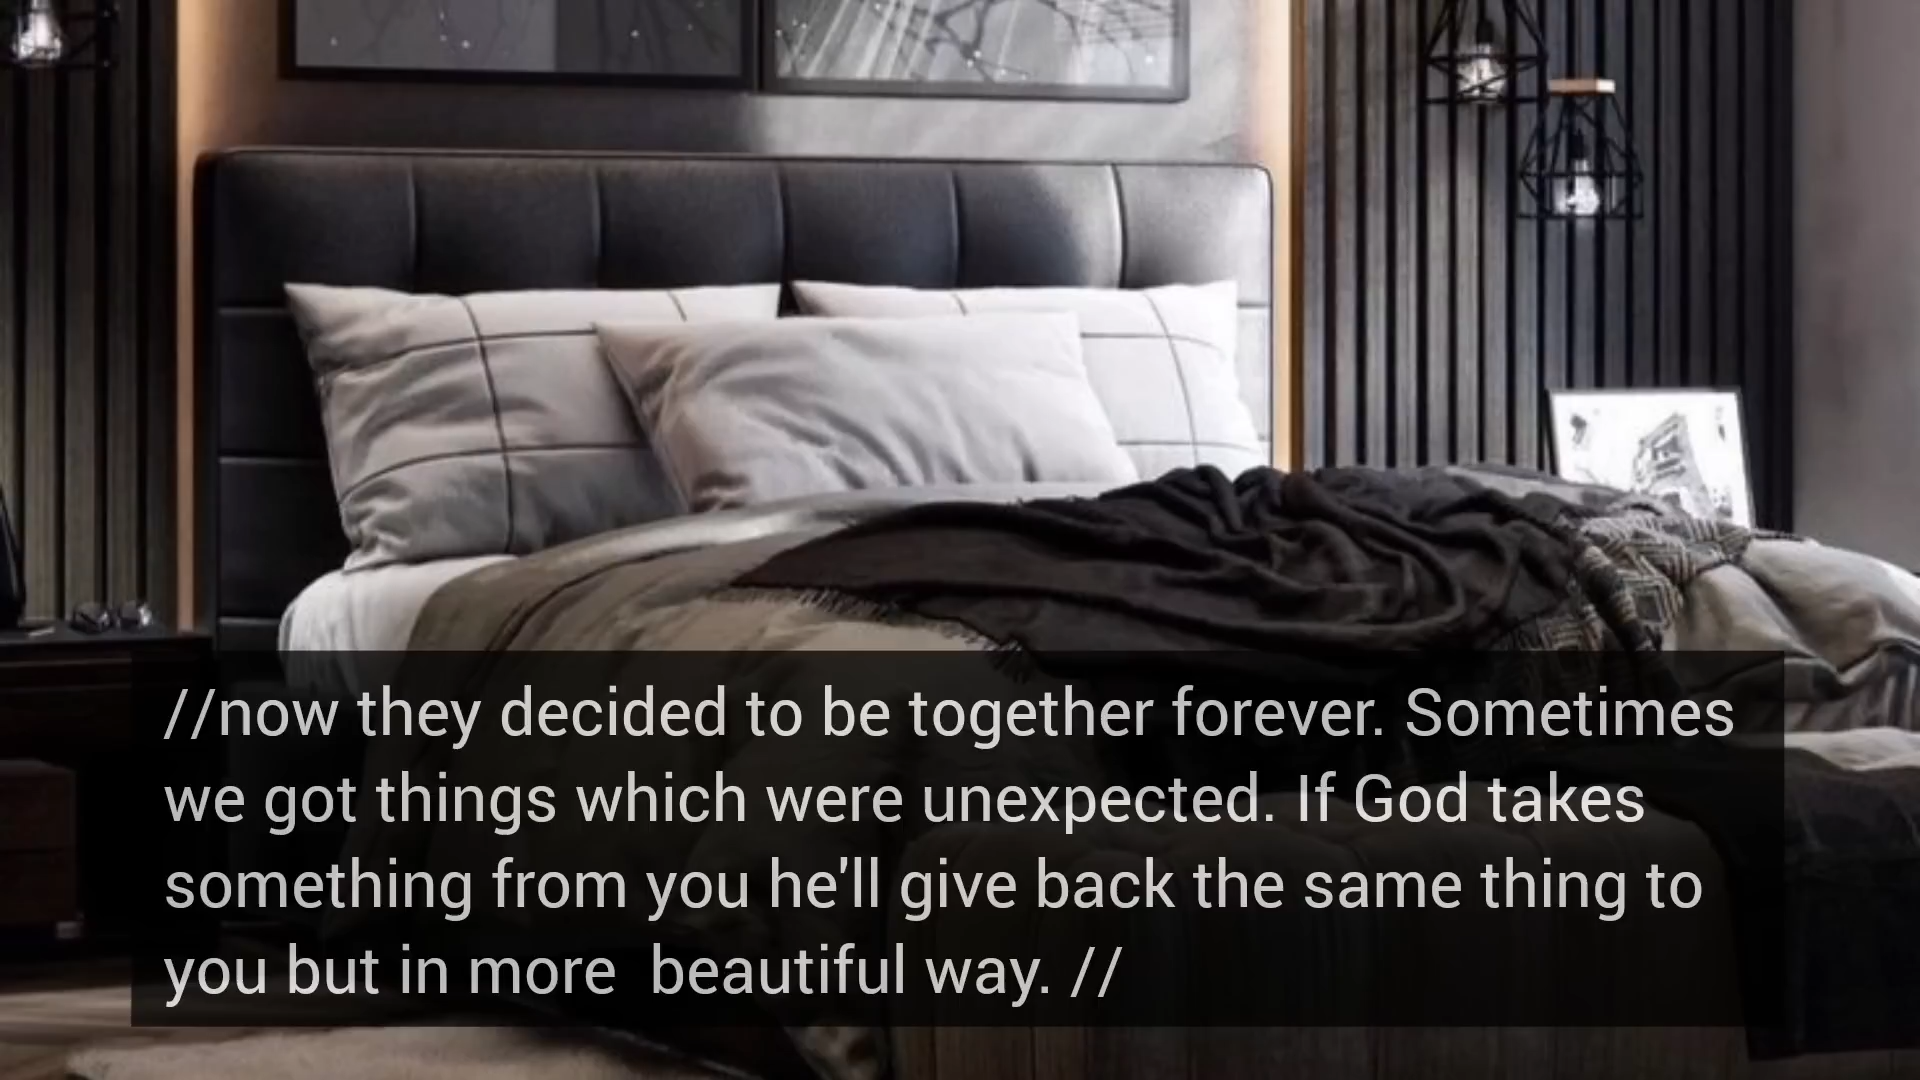 //now they decided to be together forever. Sometimes
we got things which were unexpected. If God takes
something from you he'll give back the same thing to
you but in more  beautiful way. //